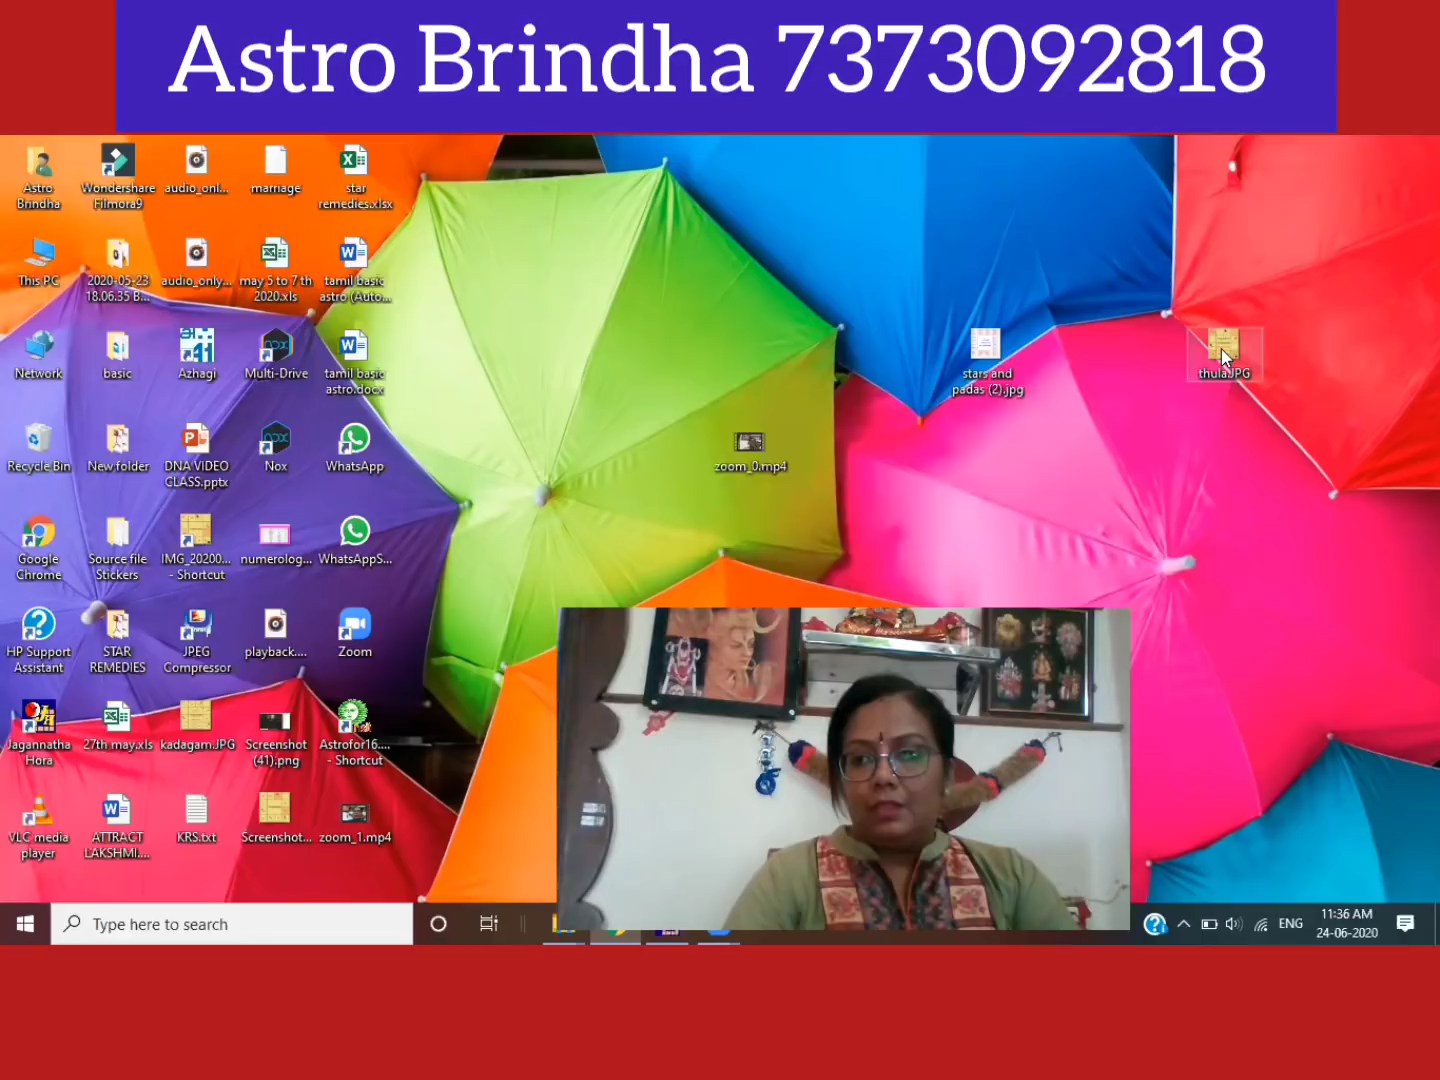 Astro Brindha 7373092818
Astro
Brindha
Wondershare
Filmora9
audio_onl...
marriage
star
remedies.xlsx
This PC
2020-05-23
18.06.35 B...
audio_only...
may 5 to 7 th
2020.xls
tamil basic
astro (Auto...
Network
basic
Azhagi
Multi-Drive
tamil basic
astro.docx
stars and
padas (2).jpg
thula.JPG
Recycle Bin
New folder
DNA VIDEO
CLASS.pptx
Nox
WhatsApp
zoom_0.mp4
Google
Chrome
Source file
Stickers
IMG_20200...
- Shortcut
numerolog...
WhatsAppS...
HP Support
Assistant
STAR
REMEDIES
JPEG
Compressor
playback....
Zoom
Jagannatha
Hora
27th may.xls
kadagam.JPG
Screenshot
(41).png
Astrofor16....
- Shortcut
VLC media
player
ATTRACT
LAKSHMI....
KRS.txt
Screenshot...
zoom_1.mp4
Type here to search
ENG
11:36 AM
24-06-2020